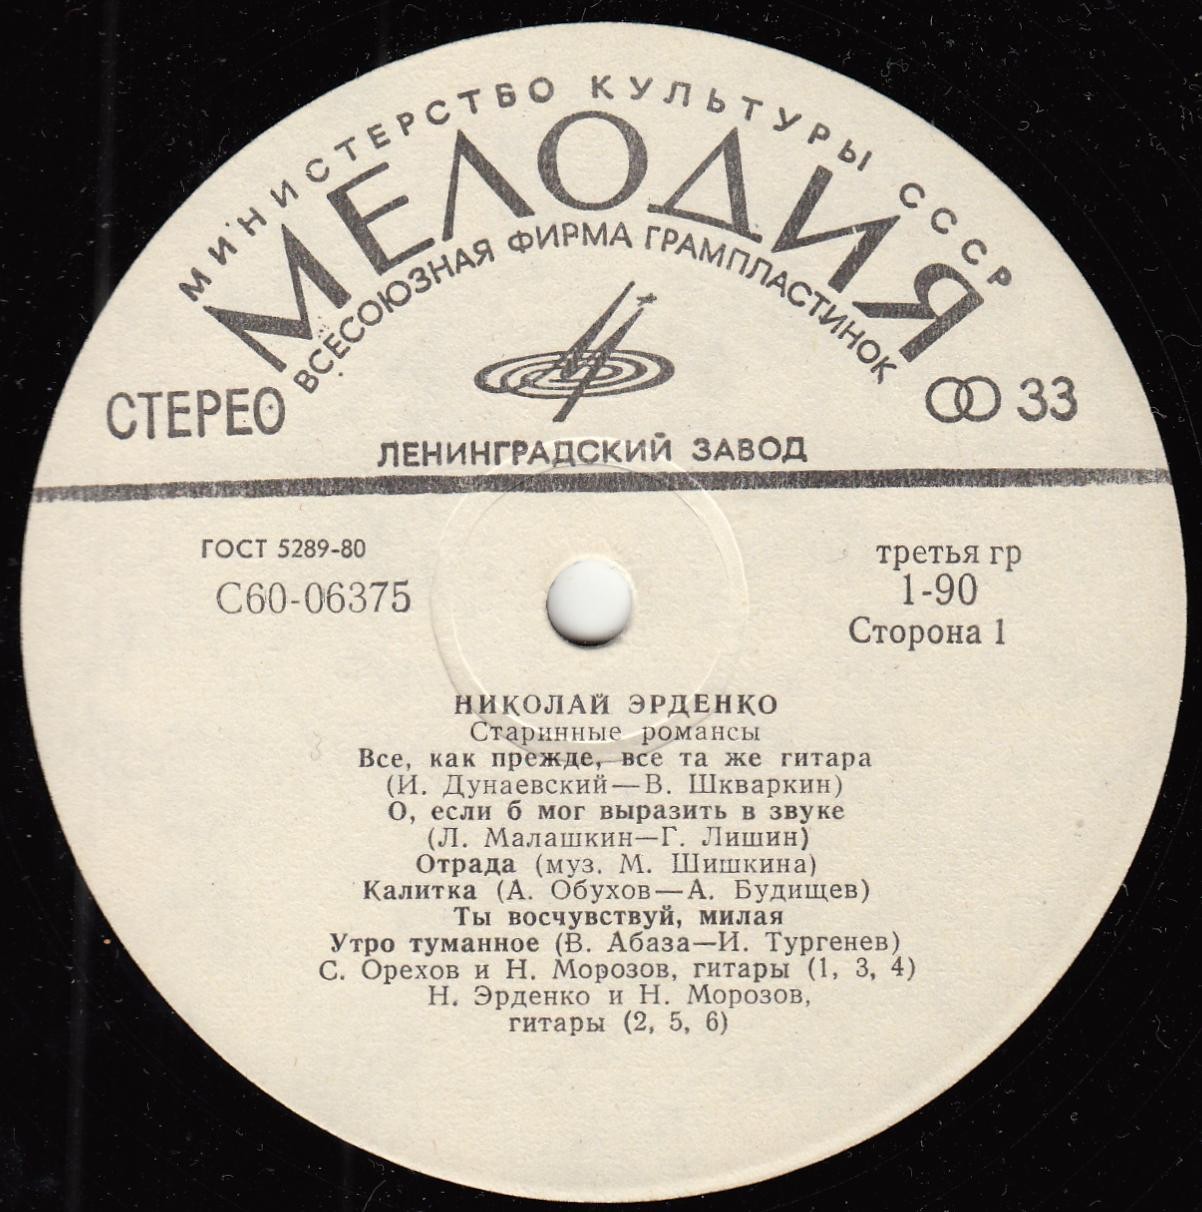 МИНИСТЕРСТВО КУЛЬТУРЫ СССР
МЕЛОДИЯ
ВСЕСОЮЗНАЯ ФИРМА ГРАМПЛАСТИНОК
СТЕРЕО
33
ЛЕНИНГРАДСКИЙ ЗАВОД
ГОСТ 5289-80
С60-06375
третья гр
1-90
Сторона 1
НИКОЛАЙ ЭРДЕНКО
Старинные романсы
Все, как прежде, все та же гитара
(И. Дунаевский—В. Шкваркин)
О, если б мог выразить в звуке
(Л. Малашкин—Г. Лишин)
Отрада (муз. М. Шишкина)
Калитка (А. Обухов—А. Будищев)
Ты восчувствуй, милая
Утро туманное (В. Абаза—И. Тургенев)
С. Орехов и Н. Морозов, гитары (1, 3, 4)
Н. Эрденко и Н. Морозов,
гитары (2, 5, 6)